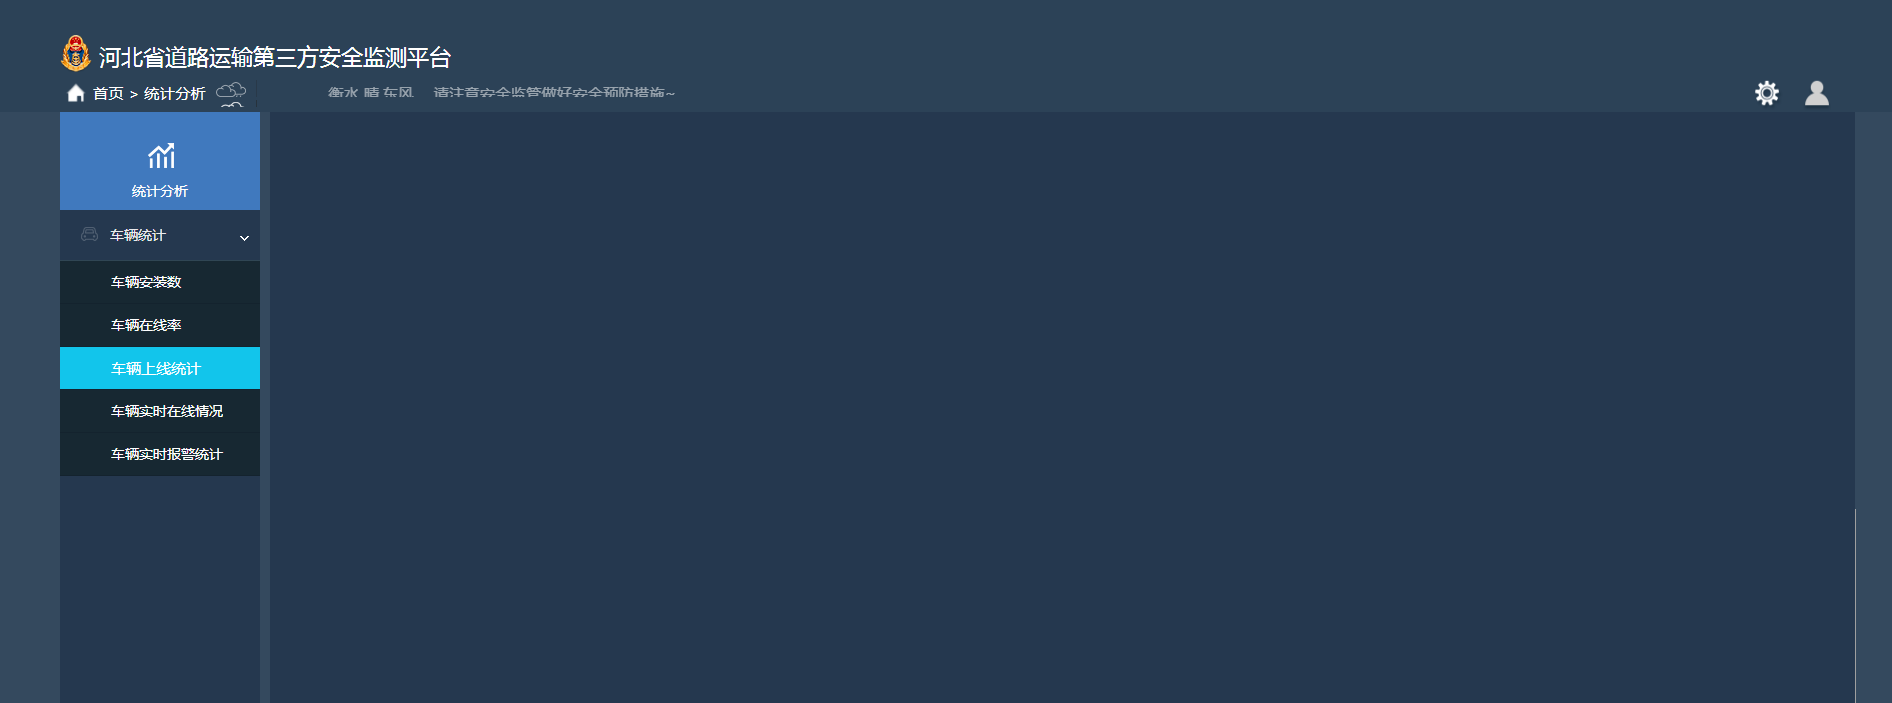 河北省道路运输第三方安全监测平台
首页 > 统计分析 衡水 晴 东风 请注意安全监管做好安全预防措施~
统计分析
车辆统计
车辆安装数
车辆在线率
车辆上线统计
车辆实时在线情况
车辆实时报警统计